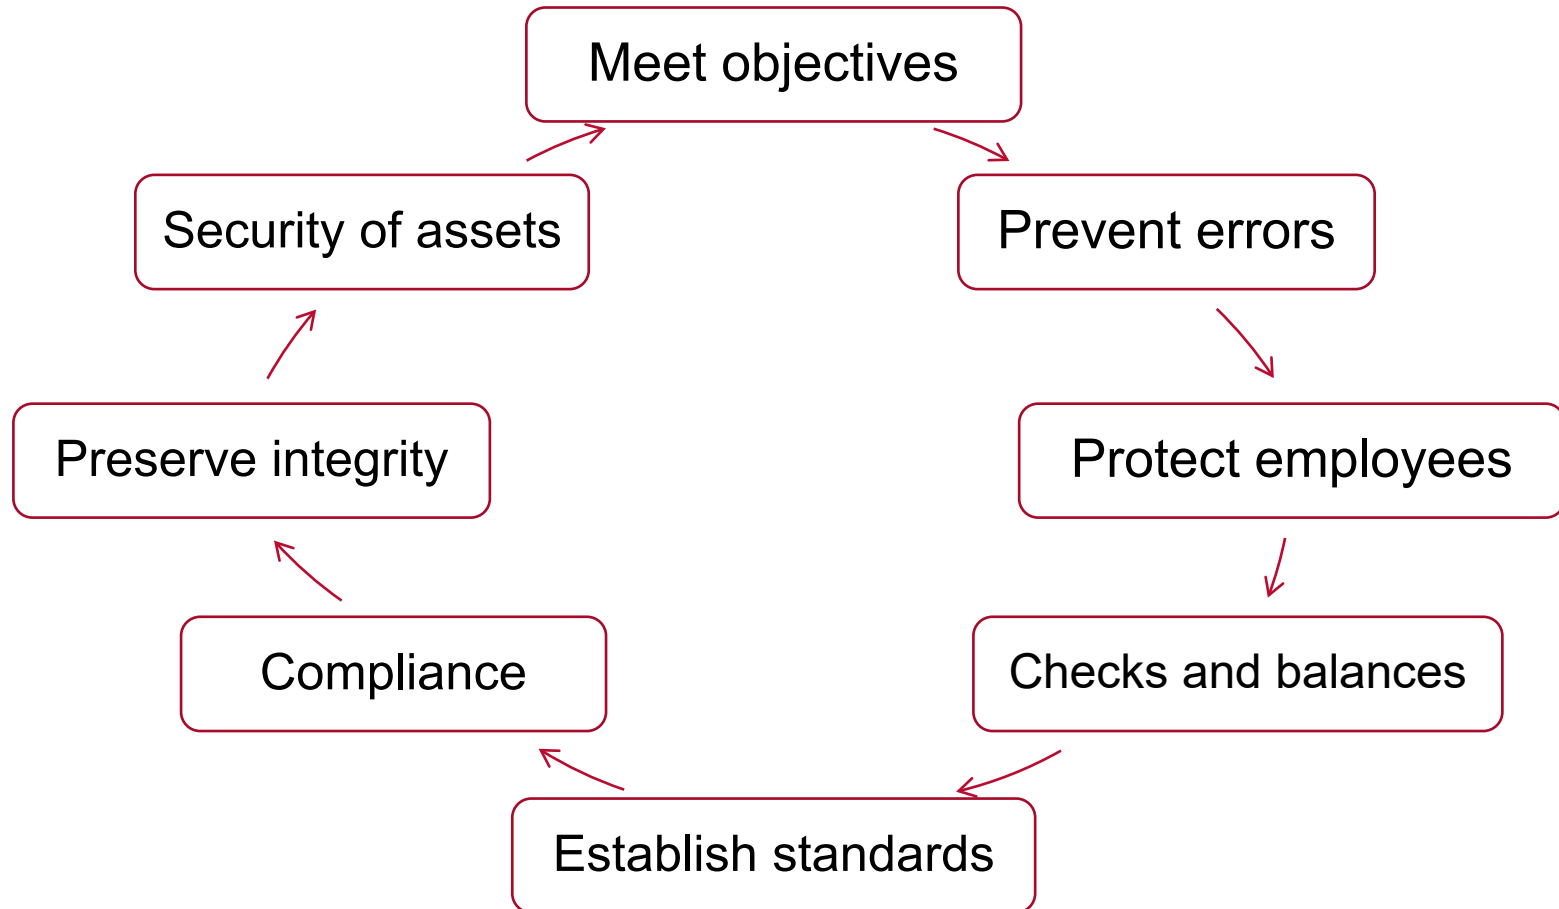 Meet objectives
Prevent errors
Protect employees
Checks and balances
Establish standards
Compliance
Preserve integrity
Security of assets